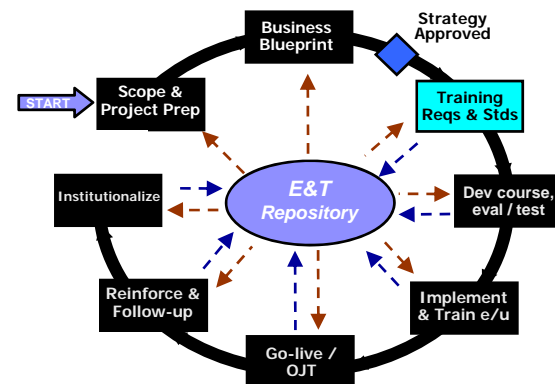 Strategy
Approved
Business
Blueprint
Scope &
Project Prep
START
Training
Reqs & Stds
E&T
Repository
Institutionalize
Dev course,
eval / test
Reinforce &
Follow-up
Implement
& Train e/u
Go-live /
OJT